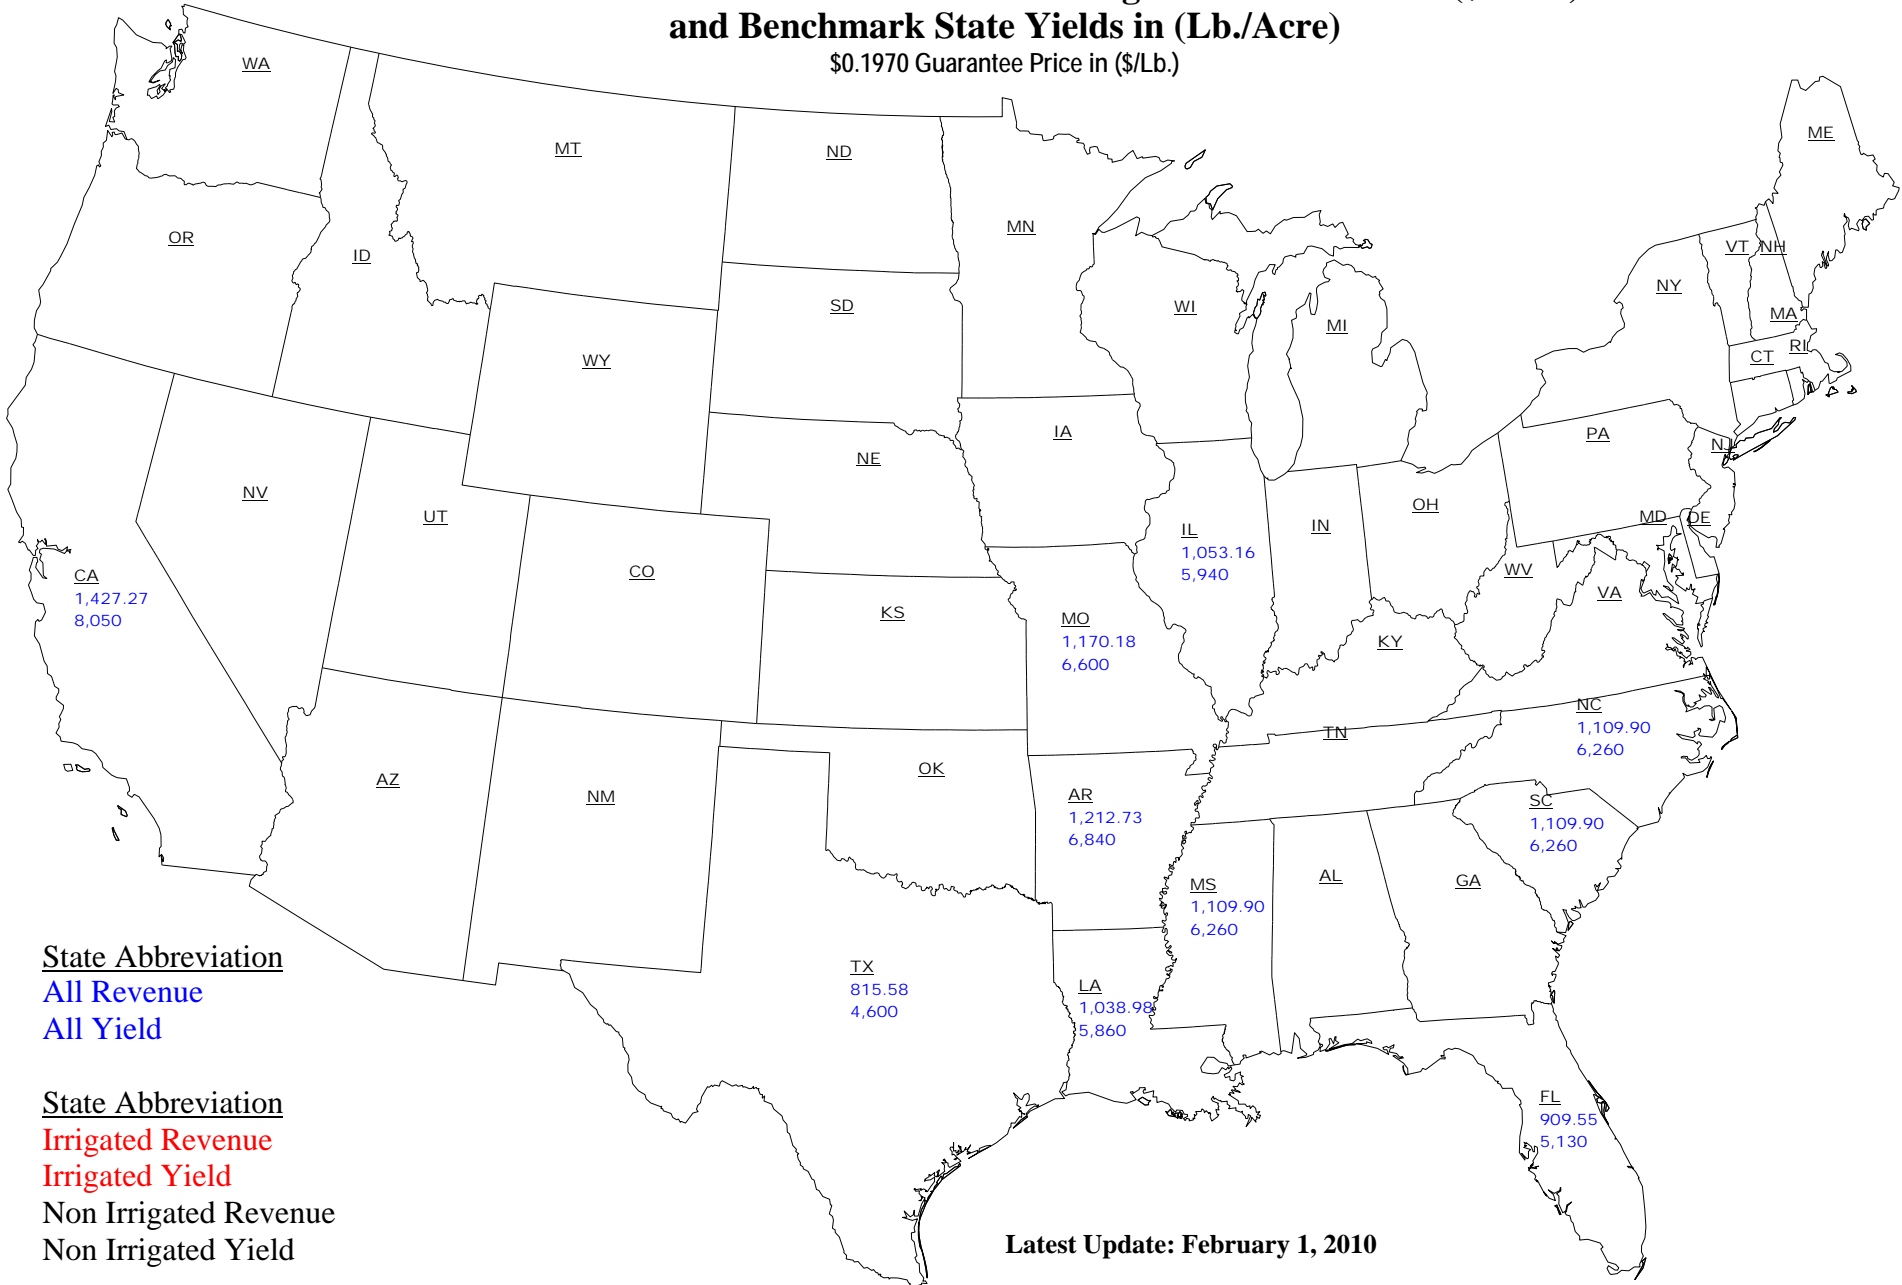 and Benchmark State Yields in (Lb./Acre)
$0.1970 Guarantee Price in ($/Lb.)
WA
MT
ND
MN
ME
OR
ID
SD
WI
MI
NY
VT
NH
MA
CT
RI
WY
IA
NE
PA
NJ
NV
UT
CO
KS
IL
1,053.16
5,940
IN
OH
MD
DE
WV
VA
KY
CA
1,427.27
8,050
MO
1,170.18
6,600
NC
1,109.90
6,260
TN
AZ
NM
OK
AR
1,212.73
6,840
SC
1,109.90
6,260
MS
1,109.90
6,260
AL
GA
TX
815.58
4,600
LA
1,038.98
5,860
FL
909.55
5,130
State Abbreviation
All Revenue
All Yield
State Abbreviation
Irrigated Revenue
Irrigated Yield
Non Irrigated Revenue
Non Irrigated Yield
Latest Update: February 1, 2010